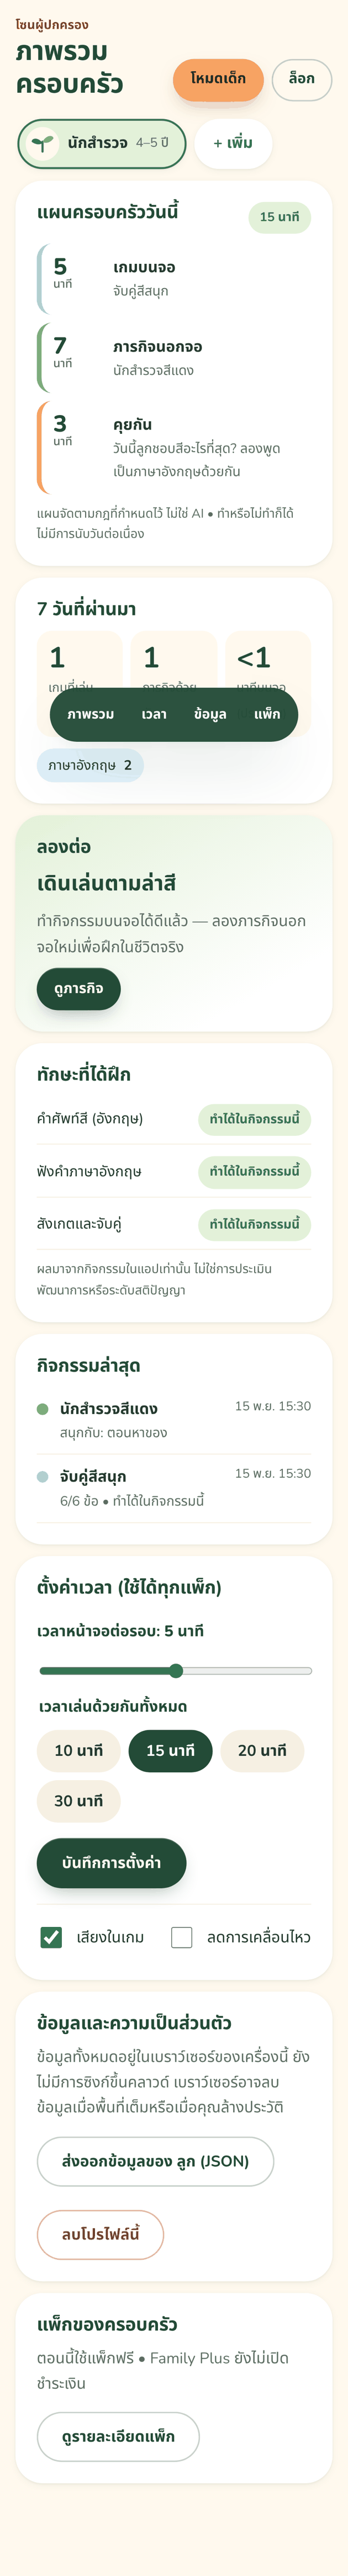 โซนผู้ปกครอง
ภาพรวม
ครอบครัว
โหมดเด็ก
ล็อก
นักสำรวจ 4–5 ปี
+ เพิ่ม
แผนครอบครัววันนี้
15 นาที
5
นาที
เกมบนจอ
จับคู่สีสนุก
7
นาที
ภารกิจนอกจอ
นักสำรวจสีแดง
3
นาที
คุยกัน
วันนี้ลูกชอบสีอะไรที่สุด? ลองพูด
เป็นภาษาอังกฤษด้วยกัน
แผนจัดตามกฎที่กำหนดไว้ ไม่ใช่ AI • ทำหรือไม่ทำก็ได้
ไม่มีการนับวันต่อเนื่อง
7 วันที่ผ่านมา
1
1
<1
ภาพรวม เวลา ข้อมูล แพ็ก
ภาษาอังกฤษ 2
ลองต่อ
เดินเล่นตามล่าสี
ทำกิจกรรมบนจอได้ดีแล้ว — ลองภารกิจนอก
จอใหม่เพื่อฝึกในชีวิตจริง
ดูภารกิจ
ทักษะที่ได้ฝึก
คำศัพท์สี (อังกฤษ) ทำได้ในกิจกรรมนี้
ฟังคำภาษาอังกฤษ ทำได้ในกิจกรรมนี้
สังเกตและจับคู่ ทำได้ในกิจกรรมนี้
ผลมาจากกิจกรรมในแอปเท่านั้น ไม่ใช่การประเมิน
พัฒนาการหรือระดับสติปัญญา
กิจกรรมล่าสุด
นักสำรวจสีแดง 15 พ.ย. 15:30
สนุกกับ: ตอนหาของ
จับคู่สีสนุก 15 พ.ย. 15:30
6/6 ข้อ • ทำได้ในกิจกรรมนี้
ตั้งค่าเวลา (ใช้ได้ทุกแพ็ก)
เวลาหน้าจอต่อรอบ: 5 นาที
เวลาเล่นด้วยกันทั้งหมด
10 นาที 15 นาที 20 นาที
30 นาที
บันทึกการตั้งค่า
เสียงในเกม ลดการเคลื่อนไหว
ข้อมูลและความเป็นส่วนตัว
ข้อมูลทั้งหมดอยู่ในเบราว์เซอร์ของเครื่องนี้ ยัง
ไม่มีการซิงก์ขึ้นคลาวด์ เบราว์เซอร์อาจลบ
ข้อมูลเมื่อพื้นที่เต็มหรือเมื่อคุณล้างประวัติ
ส่งออกข้อมูลของ ลูก (JSON)
ลบโปรไฟล์นี้
แพ็กของครอบครัว
ตอนนี้ใช้แพ็กฟรี • Family Plus ยังไม่เปิด
ชำระเงิน
ดูรายละเอียดแพ็ก